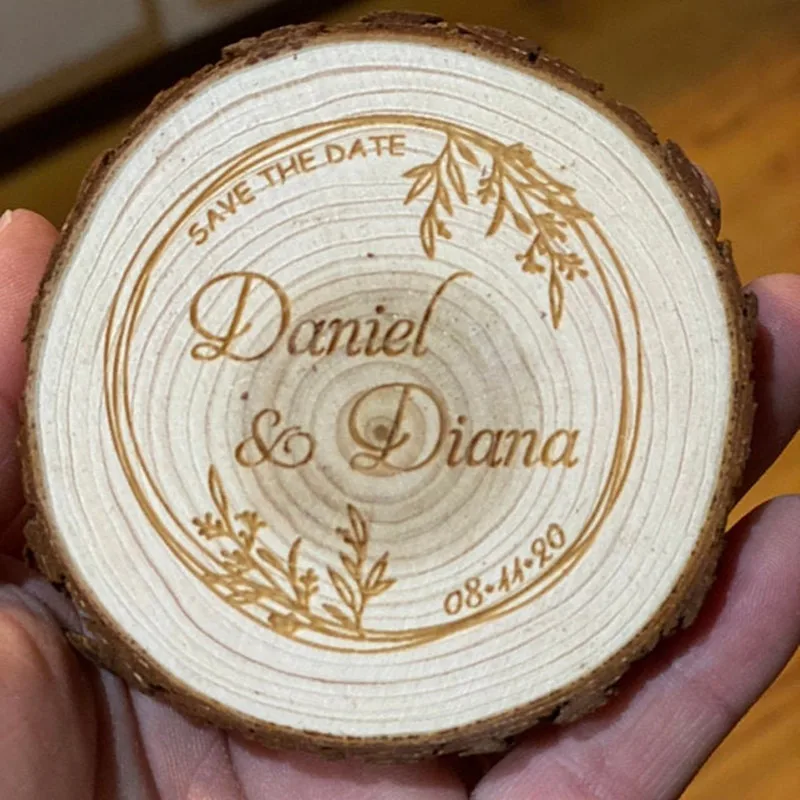 SAVE THE DATE
Daniel
& Diana
08•11•20